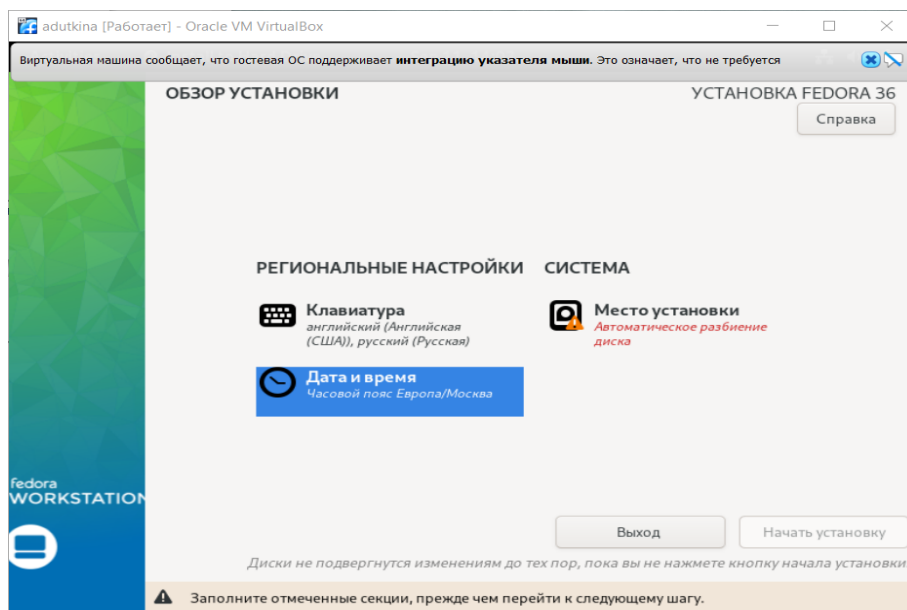 adutkina [Работает] - Oracle VM VirtualBox
Виртуальная машина сообщает, что гостевая ОС поддерживает интеграцию указателя мыши. Это означает, что не требуется
ОБЗОР УСТАНОВКИ
УСТАНОВКА FEDORA 36
Справка
РЕГИОНАЛЬНЫЕ НАСТРОЙКИ
Клавиатура
английский (Английская
(США)), русский (Русская)
Дата и время
Часовой пояс Европа/Москва
СИСТЕМА
Место установки
Автоматическое разбиение
диска
fedora
WORKSTATION
Выход
Начать установку
Диски не подвергнутся изменениям до тех пор, пока вы не нажмете кнопку начала установки.
Заполните отмеченные секции, прежде чем перейти к следующему шагу.